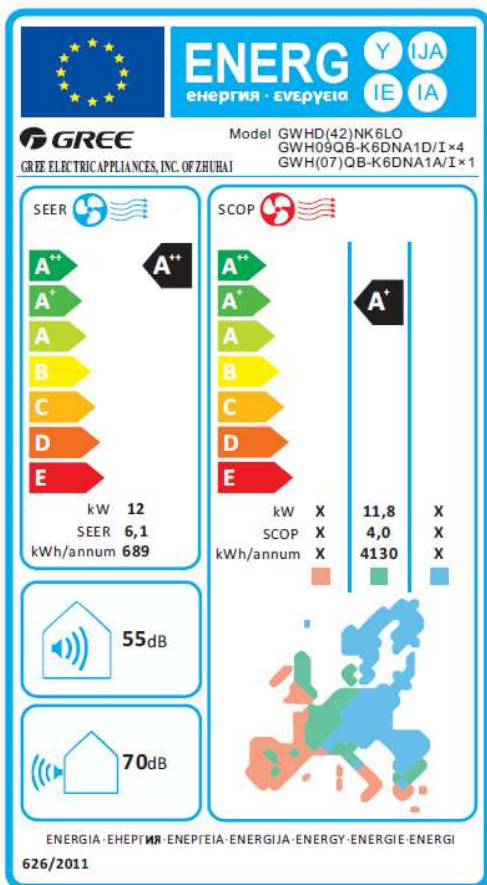 ENERG Y IJA
енергия · ενεργεια IE IA
GREE
GREE ELECTRIC APPLIANCES, INC. OF ZHUHAI
Model GWHD(42)NK6LO
GWH09QB-K6DNA1D/I×4
GWH(07)QB-K6DNA1A/I×1
SEER
A++ A++
A+
A
B
C
D
E
kW 12
SEER 6,1
kWh/annum 689
SCOP
A++
A+ A+
A
B
C
D
E
kW X 11,8 X
SCOP X 4,0 X
kWh/annum X 4130 X
55dB
70dB
ENERGIA·ЕНЕРГИЯ·ΕΝΕΡΓΕΙΑ·ENERGIJA·ENERGY·ENERGIE·ENERGI
626/2011